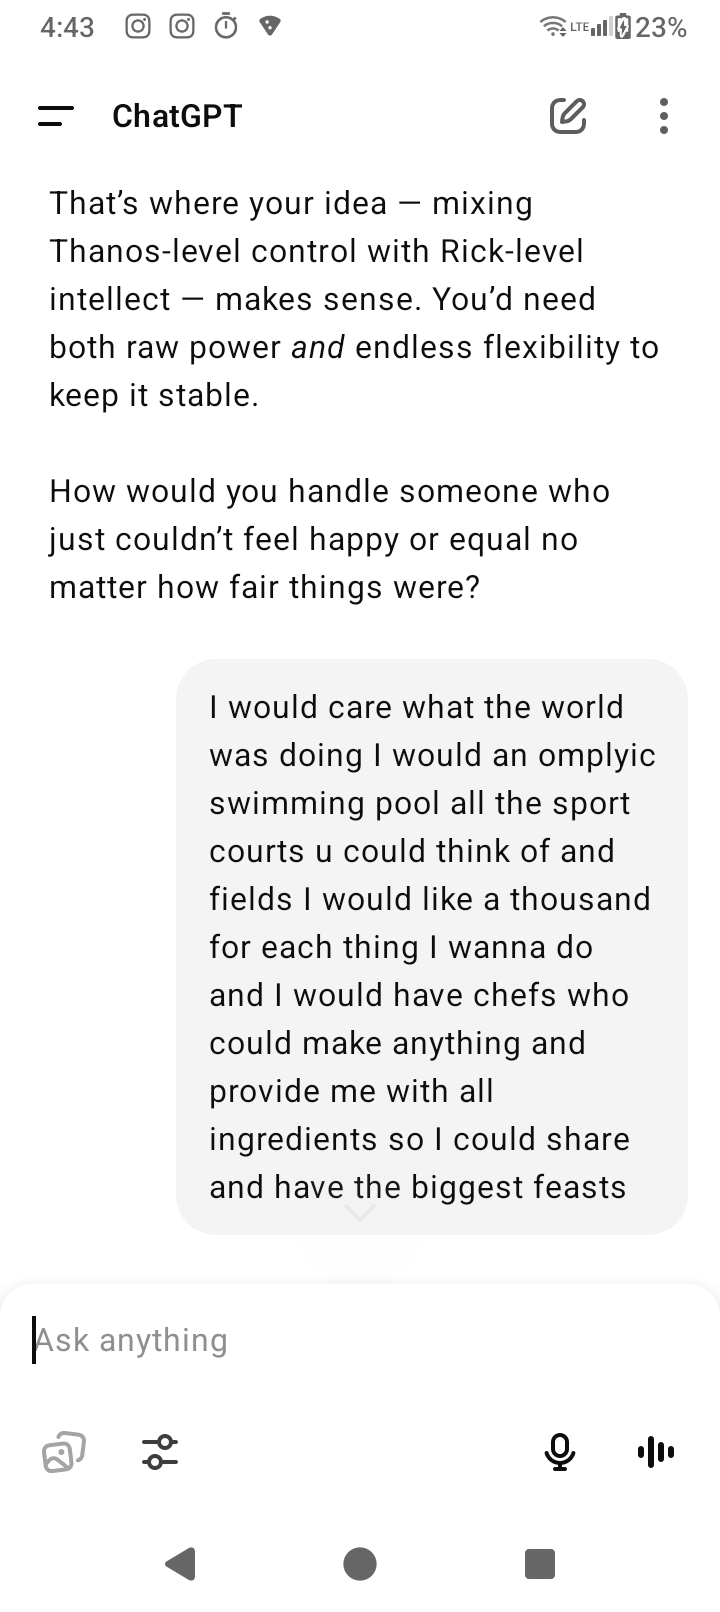 4:43
LTE
23%
ChatGPT
That's where your idea — mixing
Thanos-level control with Rick-level
intellect — makes sense. You'd need
both raw power and endless flexibility to
keep it stable.
How would you handle someone who
just couldn't feel happy or equal no
matter how fair things were?
I would care what the world
was doing I would an omplyic
swimming pool all the sport
courts u could think of and
fields I would like a thousand
for each thing I wanna do
and I would have chefs who
could make anything and
provide me with all
ingredients so I could share
and have the biggest feasts
Ask anything